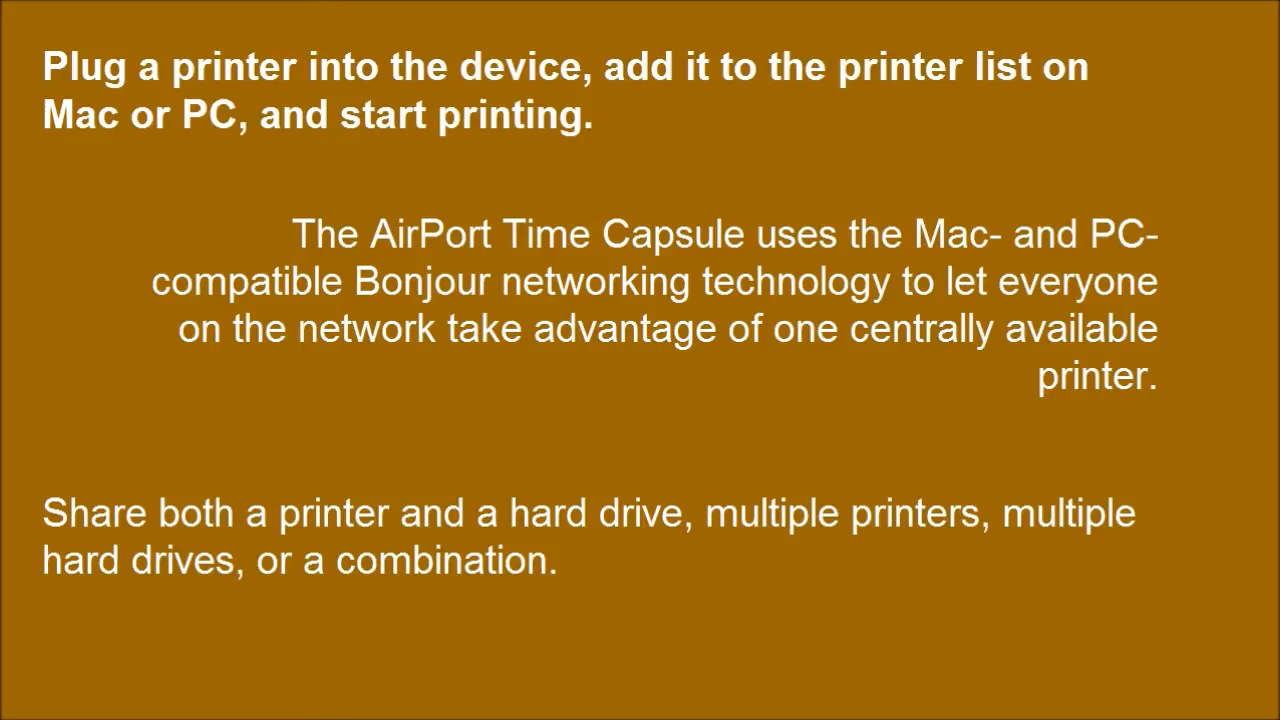 Plug a printer into the device, add it to the printer list on
Mac or PC, and start printing.
The AirPort Time Capsule uses the Mac- and PC-
compatible Bonjour networking technology to let everyone
on the network take advantage of one centrally available
printer.
Share both a printer and a hard drive, multiple printers, multiple
hard drives, or a combination.